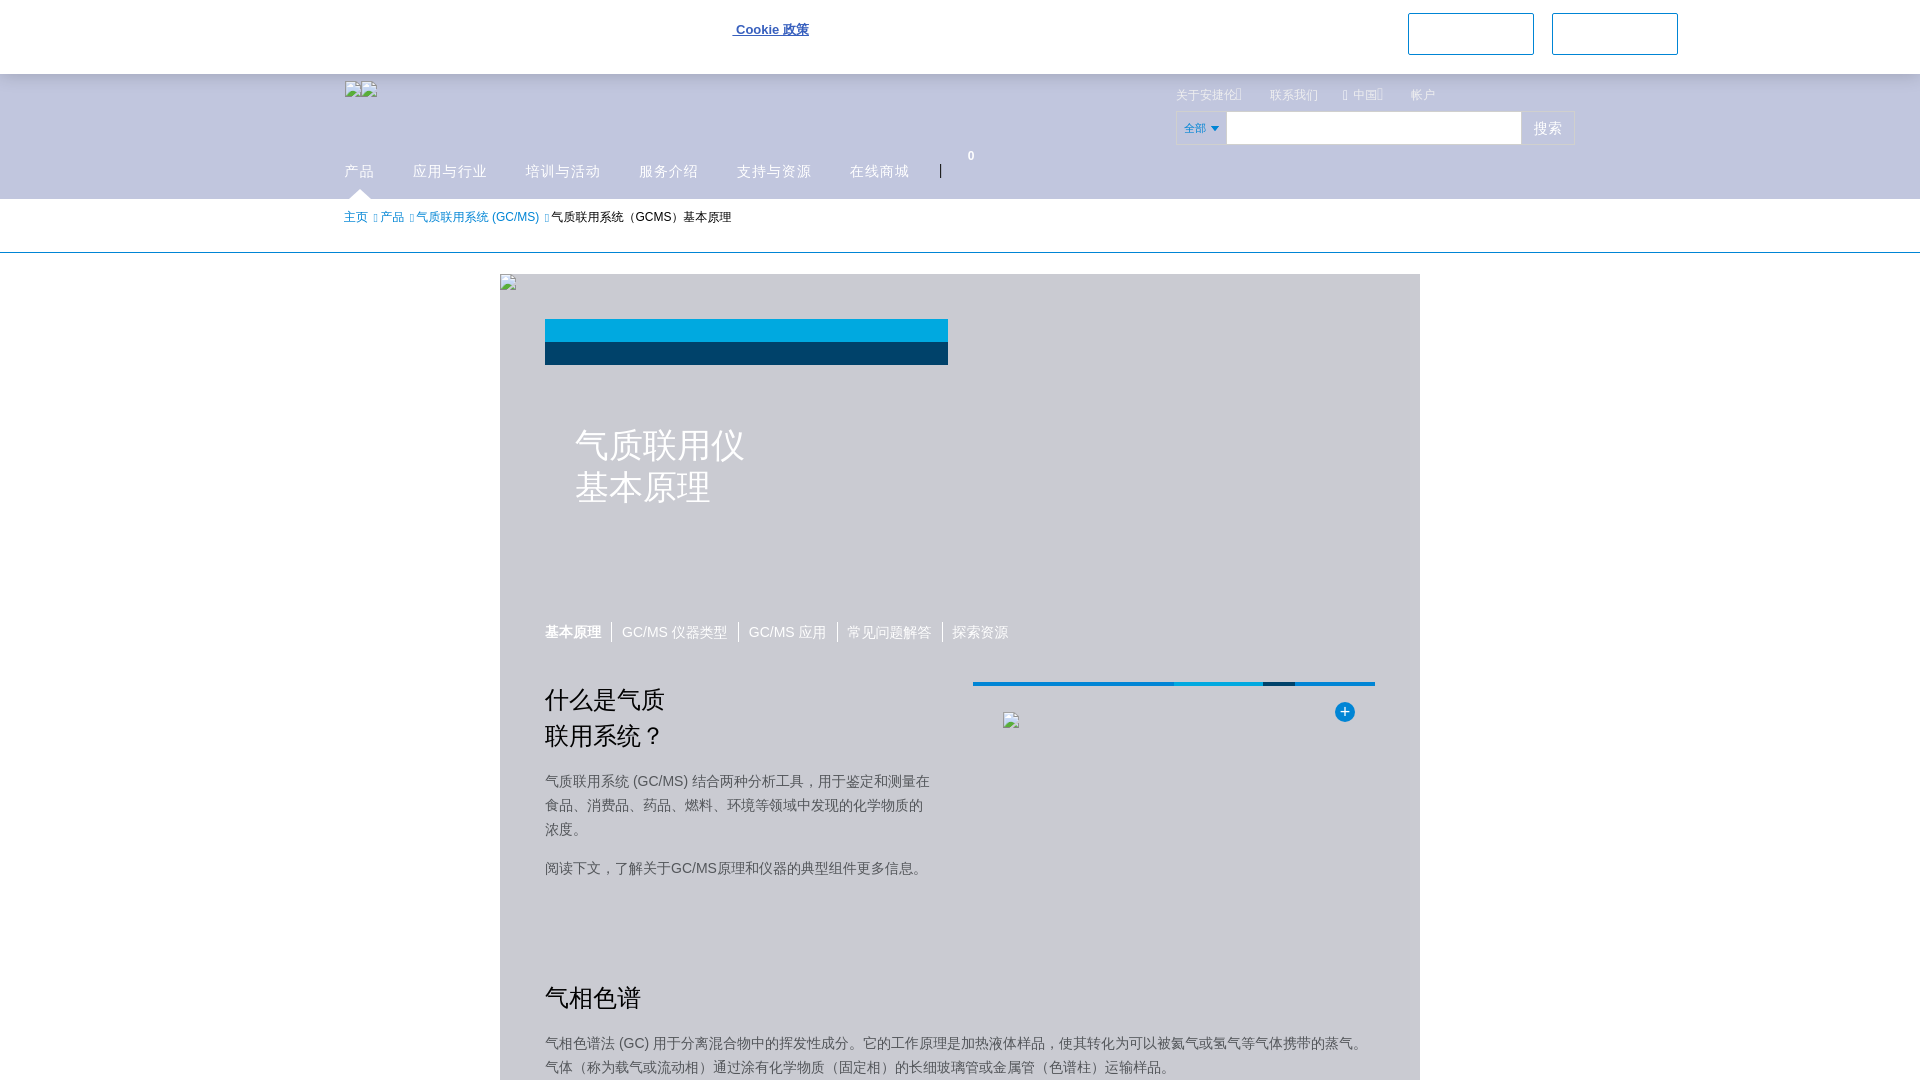 Cookie 政策
关于安捷伦
联系我们
中国
帐户
全部
搜索
0
产品
应用与行业
培训与活动
服务介绍
支持与资源
在线商城
主页 产品 气质联用系统 (GC/MS) 气质联用系统（GCMS）基本原理
气质联用仪
基本原理
基本原理
GC/MS 仪器类型
GC/MS 应用
常见问题解答
探索资源
什么是气质
联用系统？
气质联用系统 (GC/MS) 结合两种分析工具，用于鉴定和测量在
食品、消费品、药品、燃料、环境等领域中发现的化学物质的
浓度。
阅读下文，了解关于GC/MS原理和仪器的典型组件更多信息。
气相色谱
气相色谱法 (GC) 用于分离混合物中的挥发性成分。它的工作原理是加热液体样品，使其转化为可以被氦气或氢气等气体携带的蒸气。
气体（称为载气或流动相）通过涂有化学物质（固定相）的长细玻璃管或金属管（色谱柱）运输样品。